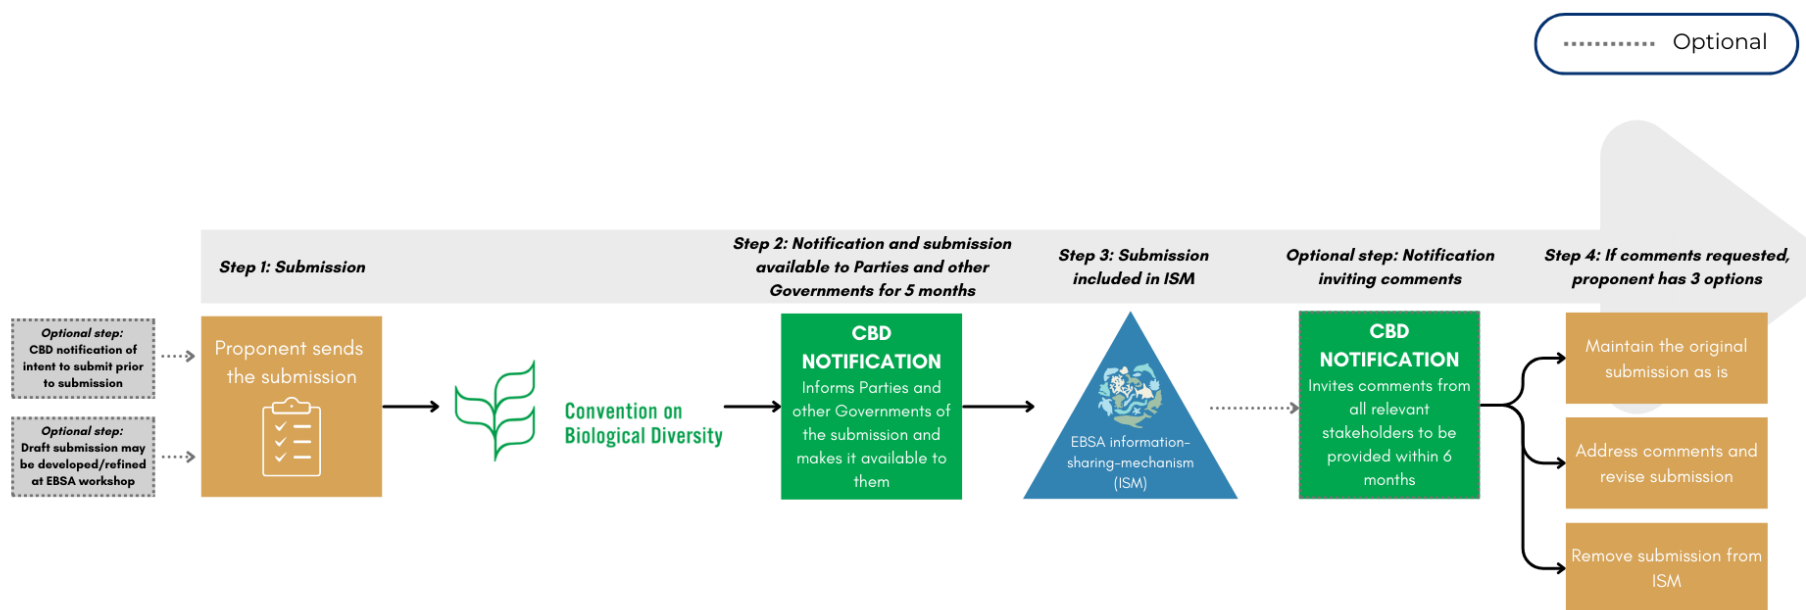 Optional
Step 1: Submission
Step 2: Notification and submission
available to Parties and other
Governments for 5 months
Step 3: Submission
included in ISM
Optional step: Notification
inviting comments
Step 4: If comments requested,
proponent has 3 options
Optional step:
CBD notification of
intent to submit prior
to submission
Optional step:
Draft submission may
be developed/refined
at EBSA workshop
Proponent sends
the submission
Convention on
Biological Diversity
CBD
NOTIFICATION
Informs Parties and
other Governments of
the submission and
makes it available to
them
EBSA information-
sharing-mechanism
(ISM)
CBD
NOTIFICATION
Invites comments from
all relevant
stakeholders to be
provided within 6
months
Maintain the original
submission as is
Address comments and
revise submission
Remove submission from
ISM